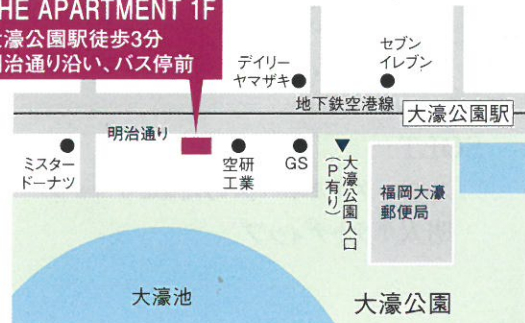 HE APARTMENT 1F
濠公園駅徒歩3分
治通り沿い、バス停前
デイリー
ヤマザキ
セブン
イレブン
地下鉄空港線
大濠公園駅
明治通り
ミスター
ドーナツ
空研
工業
GS
大濠公園入口
(P有り)
福岡大濠
郵便局
大濠池
大濠公園